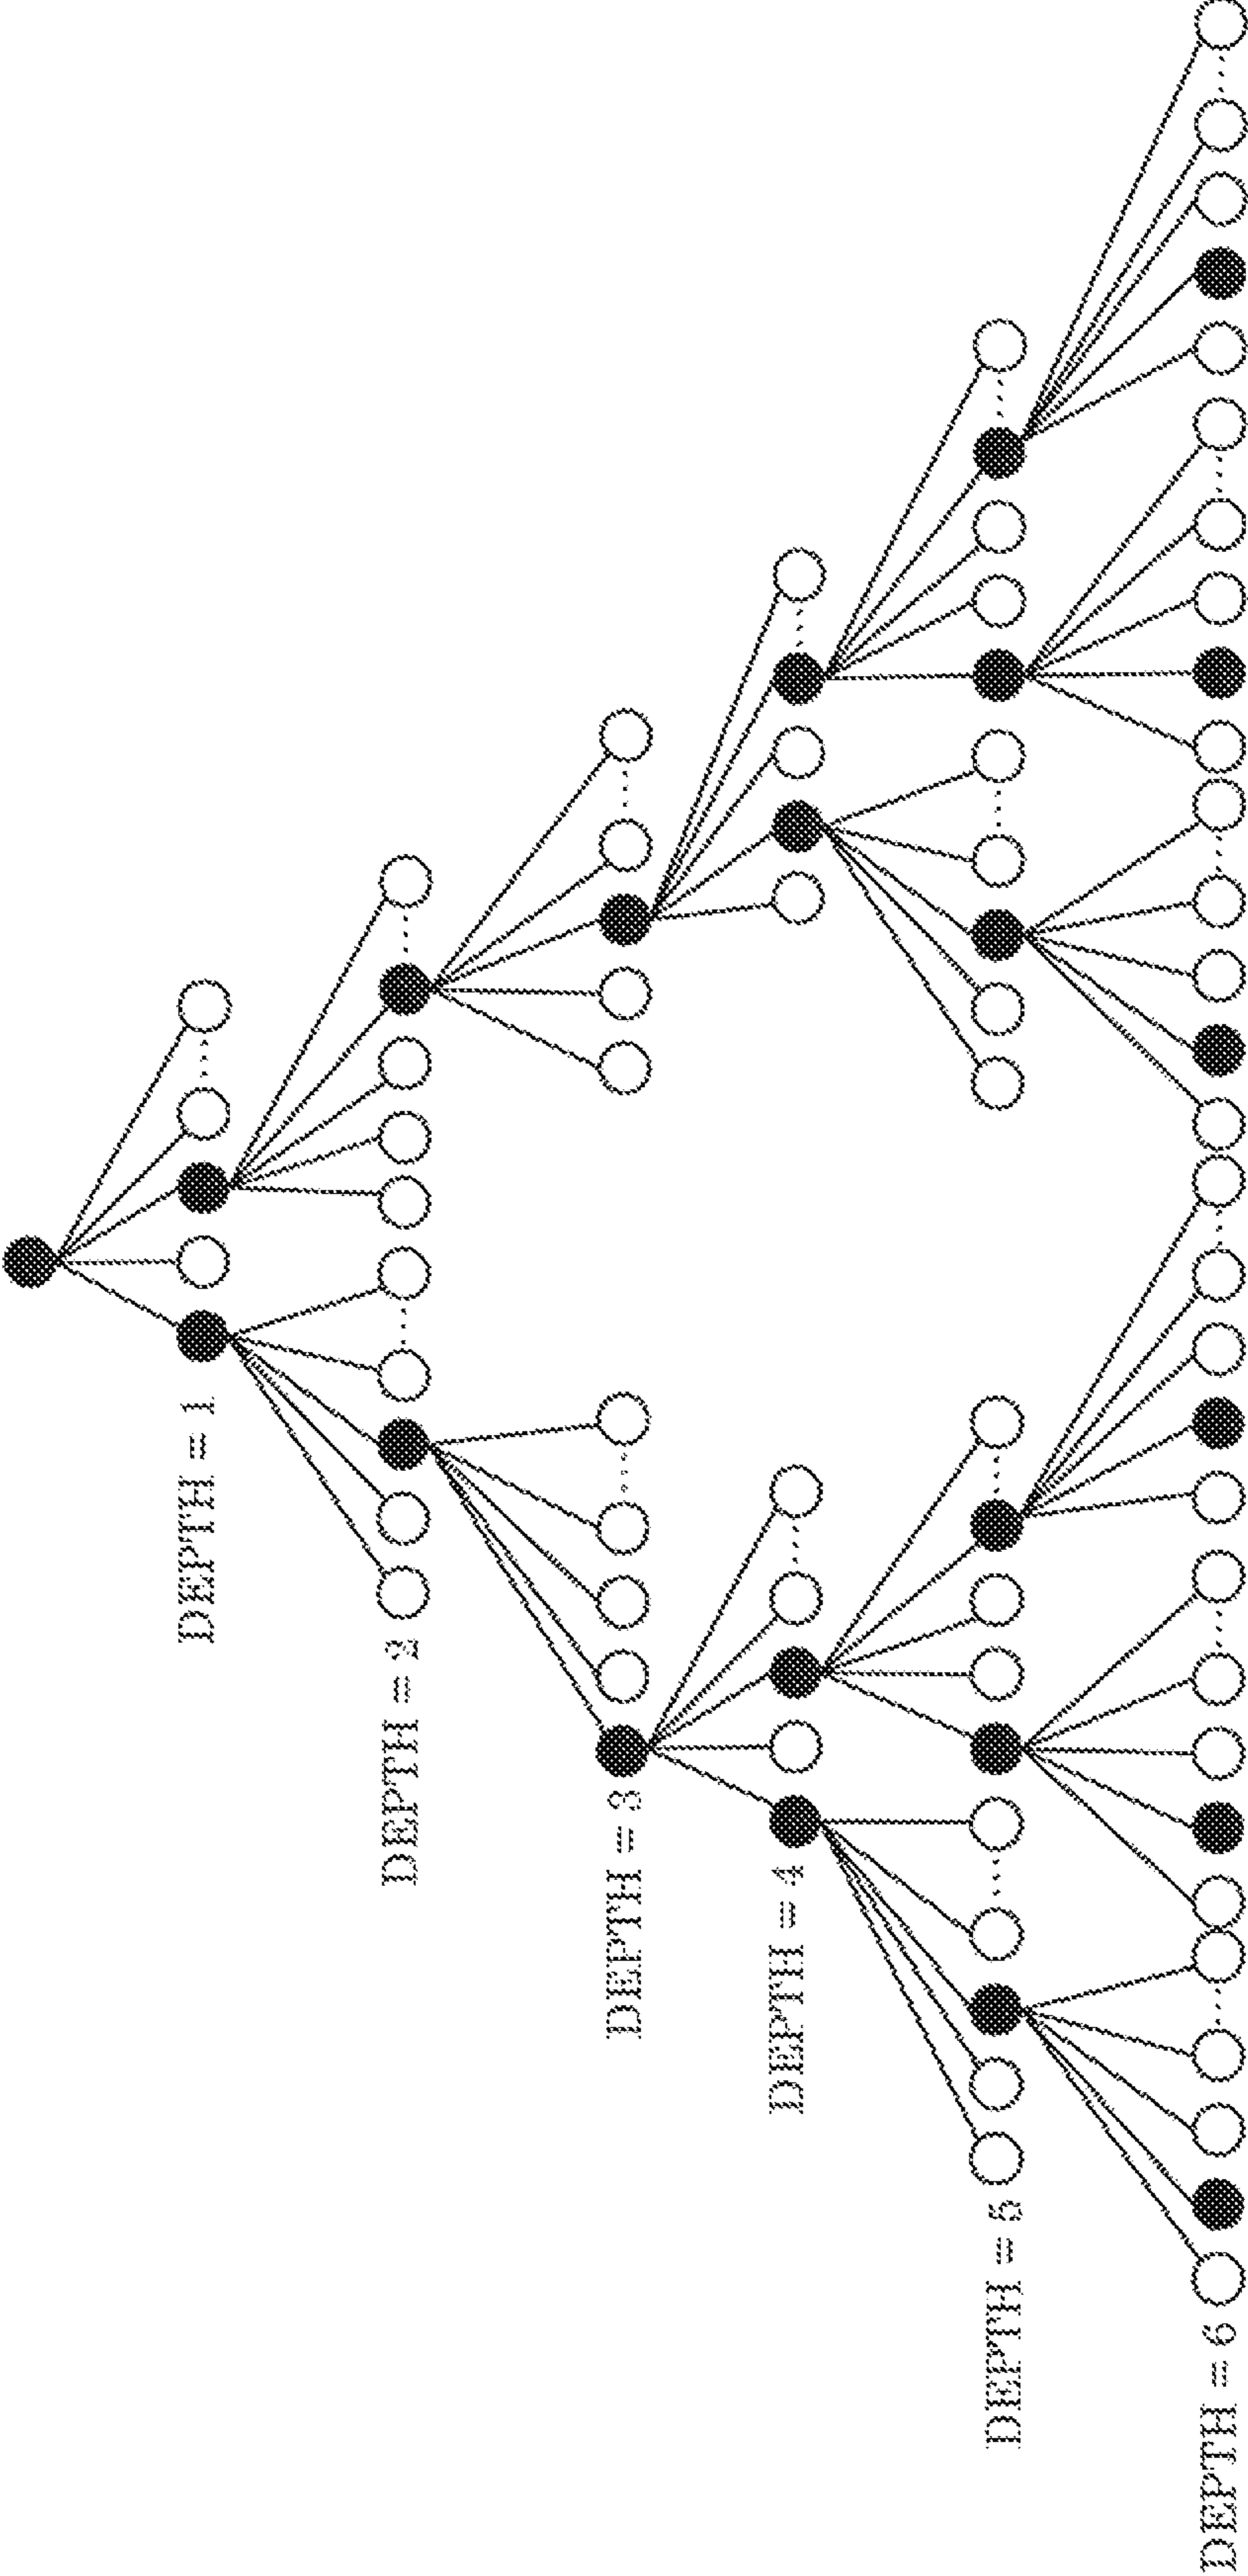 DEPTH = 1
DEPTH = 2
DEPTH = 3
DEPTH = 4
DEPTH = 5
DEPTH = 6